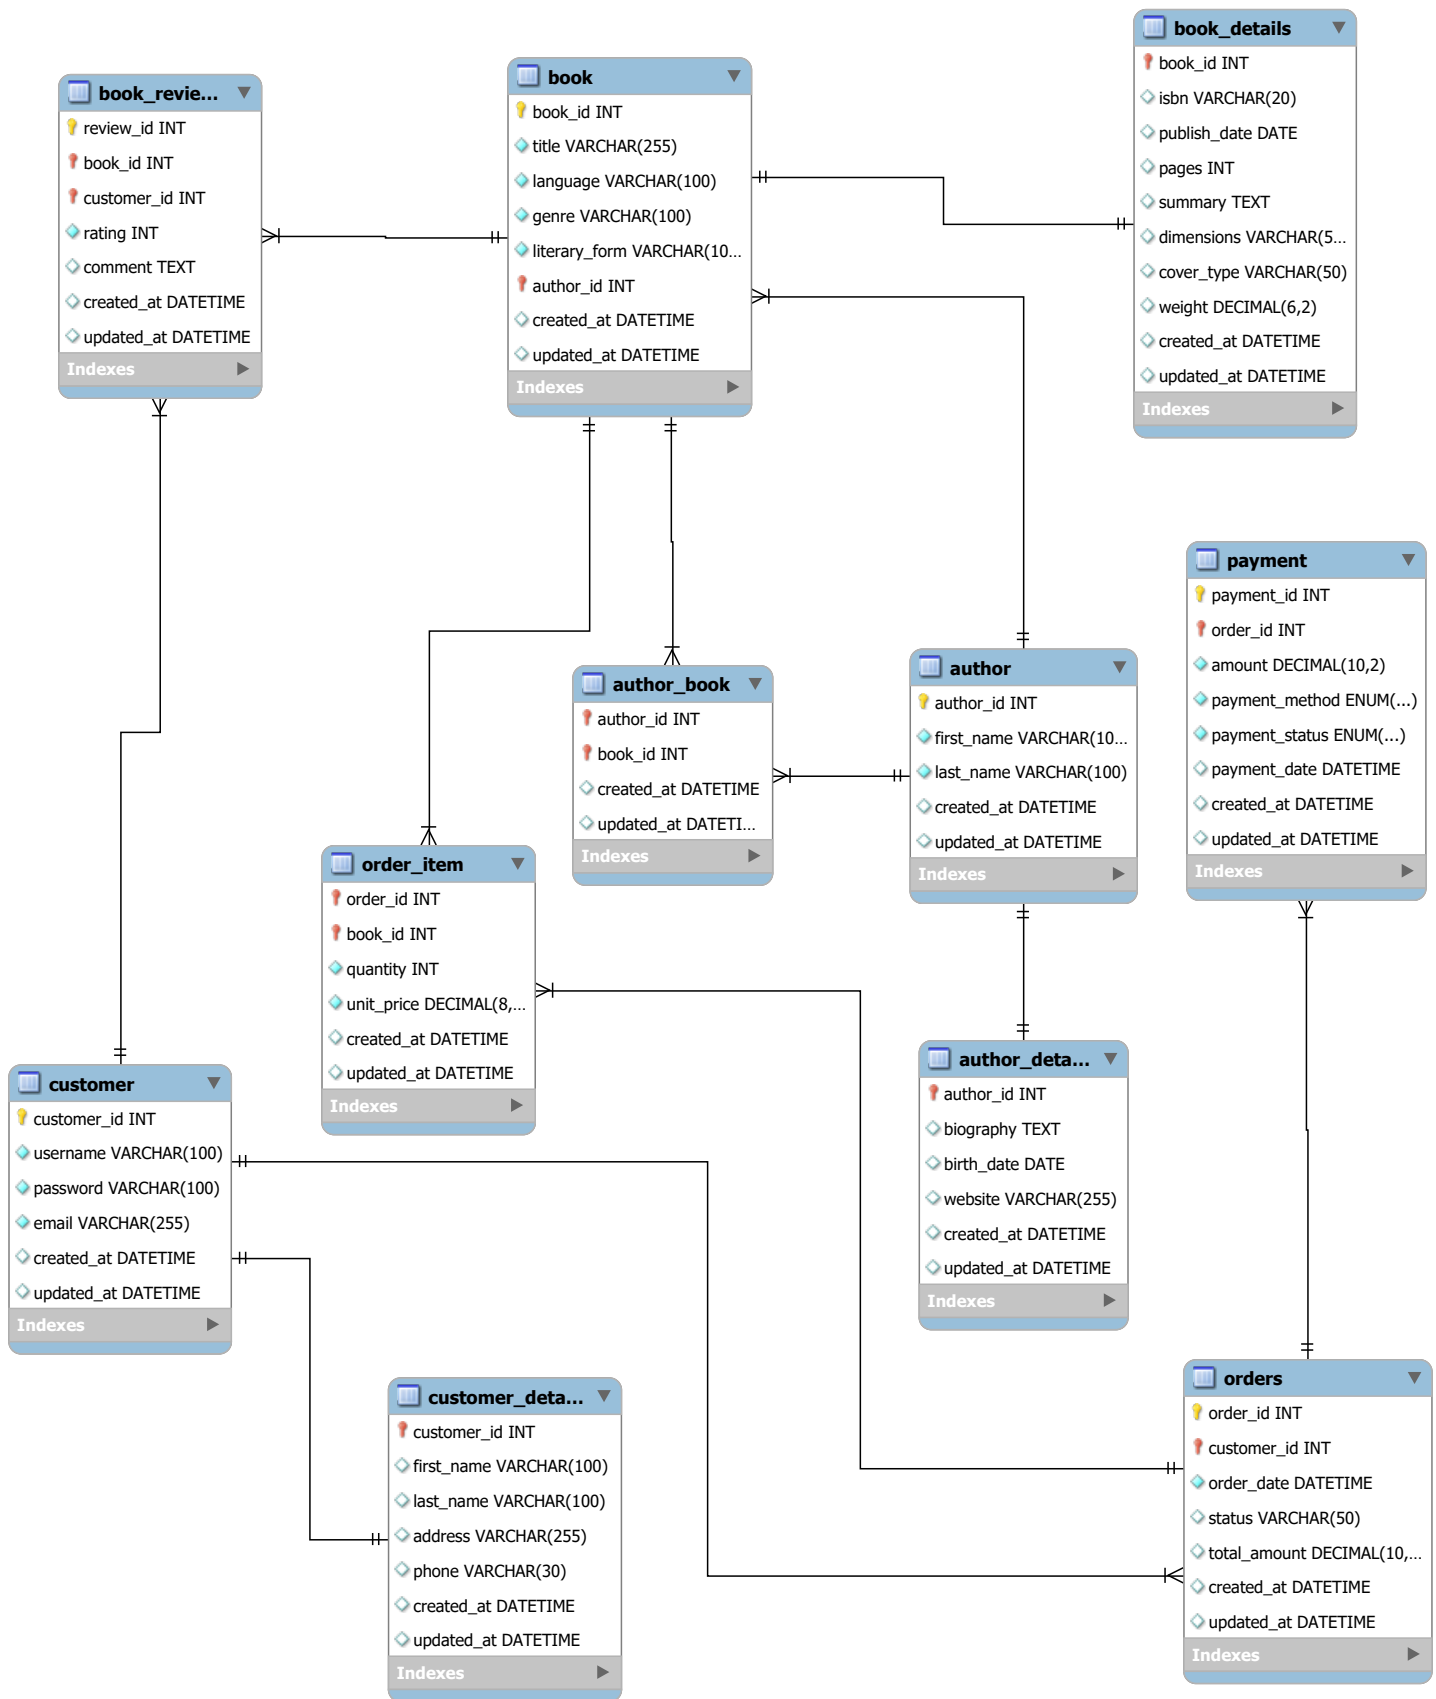 book_revie...
review_id INT
book_id INT
customer_id INT
rating INT
comment TEXT
created_at DATETIME
updated_at DATETIME
Indexes
book
book_id INT
title VARCHAR(255)
language VARCHAR(100)
genre VARCHAR(100)
literary_form VARCHAR(10...
author_id INT
created_at DATETIME
updated_at DATETIME
Indexes
book_details
book_id INT
isbn VARCHAR(20)
publish_date DATE
pages INT
summary TEXT
dimensions VARCHAR(5...
cover_type VARCHAR(50)
weight DECIMAL(6,2)
created_at DATETIME
updated_at DATETIME
Indexes
payment
payment_id INT
order_id INT
amount DECIMAL(10,2)
payment_method ENUM(...)
payment_status ENUM(...)
payment_date DATETIME
created_at DATETIME
updated_at DATETIME
Indexes
author_book
author_id INT
book_id INT
created_at DATETIME
updated_at DATETI...
Indexes
author
author_id INT
first_name VARCHAR(10...
last_name VARCHAR(100)
created_at DATETIME
updated_at DATETIME
Indexes
order_item
order_id INT
book_id INT
quantity INT
unit_price DECIMAL(8,...
created_at DATETIME
updated_at DATETIME
Indexes
author_deta...
author_id INT
biography TEXT
birth_date DATE
website VARCHAR(255)
created_at DATETIME
updated_at DATETIME
Indexes
customer
customer_id INT
username VARCHAR(100)
password VARCHAR(100)
email VARCHAR(255)
created_at DATETIME
updated_at DATETIME
Indexes
customer_deta...
customer_id INT
first_name VARCHAR(100)
last_name VARCHAR(100)
address VARCHAR(255)
phone VARCHAR(30)
created_at DATETIME
updated_at DATETIME
Indexes
orders
order_id INT
customer_id INT
order_date DATETIME
status VARCHAR(50)
total_amount DECIMAL(10,...
created_at DATETIME
updated_at DATETIME
Indexes